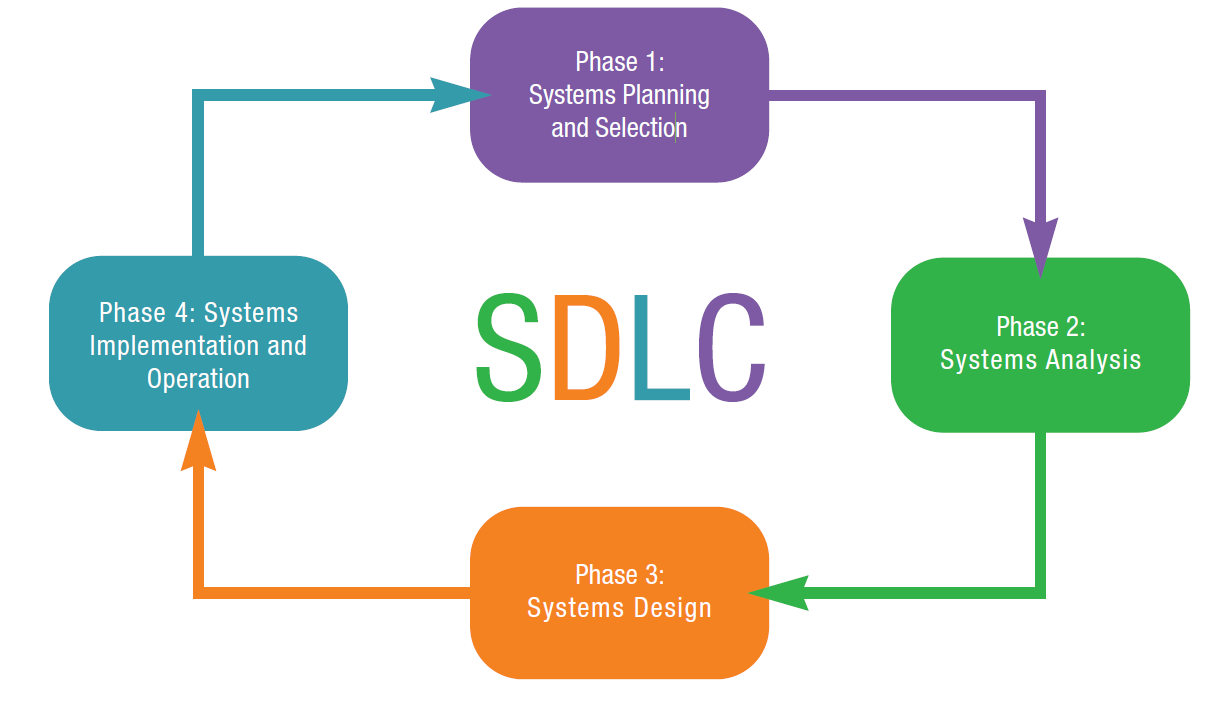 Phase 1:
Systems Planning
and Selection
Phase 4: Systems
Implementation and
Operation
SDLC
Phase 2:
Systems Analysis
Phase 3:
Systems Design